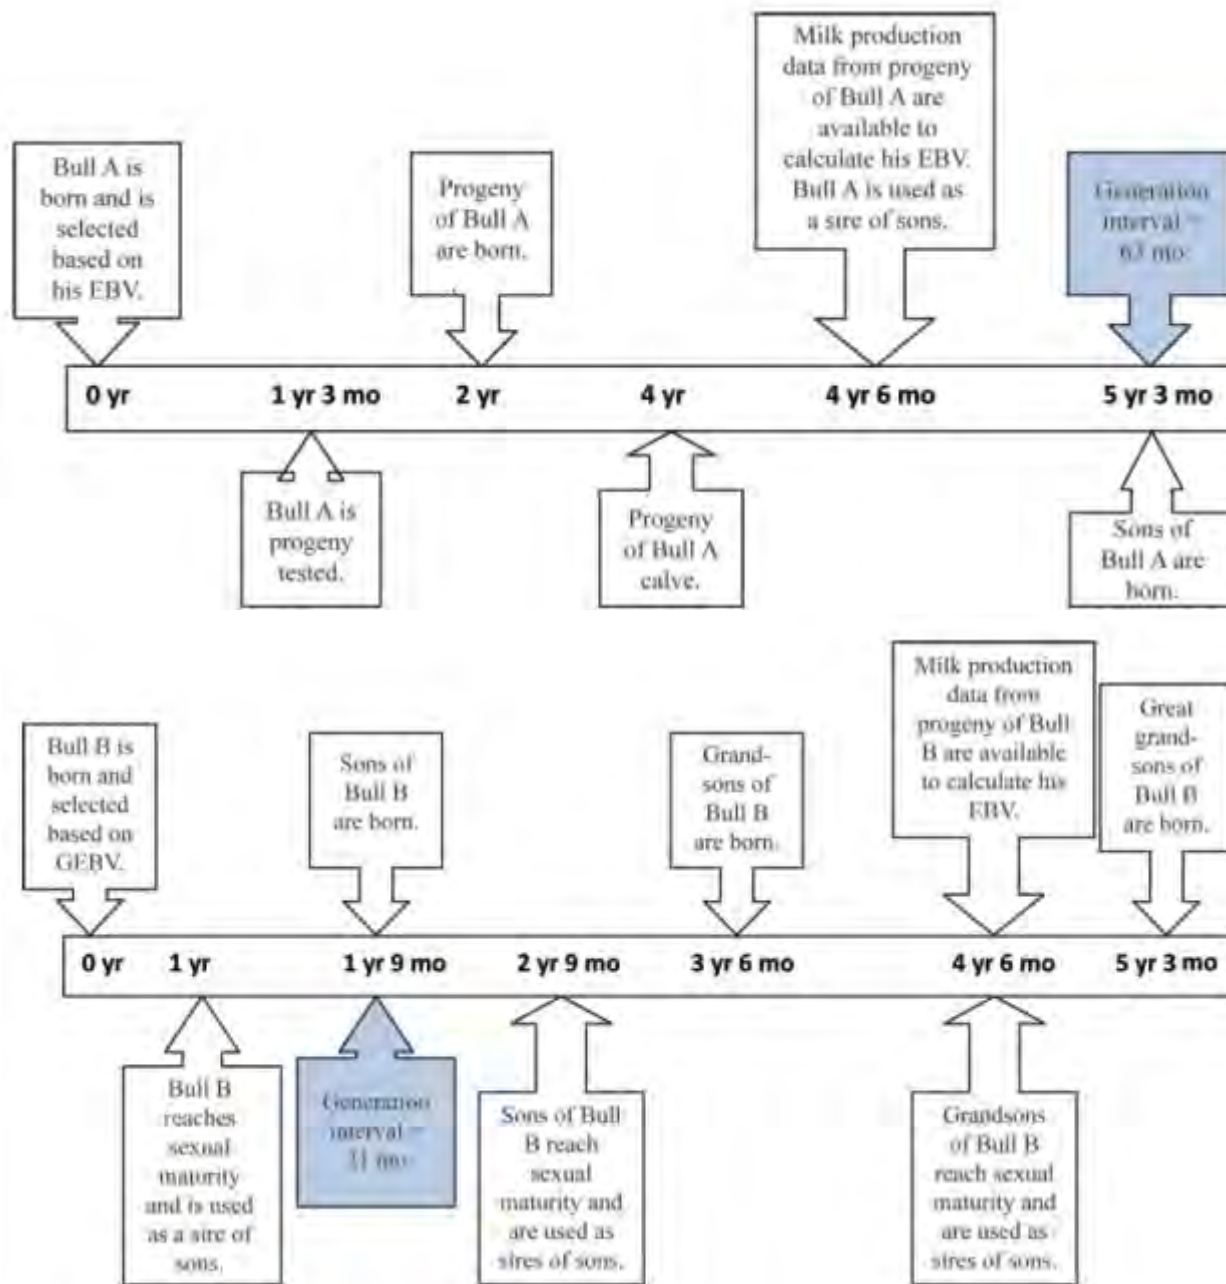 Bull A is
born and is
selected
based on
his EBV.
Progeny
of Bull A
are born.
Milk production
data from progeny
of Bull A are
available to
calculate his EBV.
Bull A is used as
a sire of sons.
Generation
interval =
63 mo
0 yr 1 yr 3 mo 2 yr 4 yr 4 yr 6 mo 5 yr 3 mo
Bull A is
progeny
tested.
Progeny
of Bull A
calve.
Sons of
Bull A are
born.
Bull B is
born and
selected
based on
GEBV.
Sons of
Bull B
are born.
Grand-
sons of
Bull B
are born.
Milk production
data from
progeny of Bull
B are available
to calculate his
EBV.
Great
grand-
sons of
Bull B
are born.
0 yr 1 yr 1 yr 9 mo 2 yr 9 mo 3 yr 6 mo 4 yr 6 mo 5 yr 3 mo
Bull B
reaches
sexual
maturity
and is used
as a sire of
sons.
Generation
interval =
mo
Sons of Bull
B reach
sexual
maturity and
are used as
sires of sons.
Grandsons
of Bull B
reach sexual
maturity and
are used as
sires of sons.